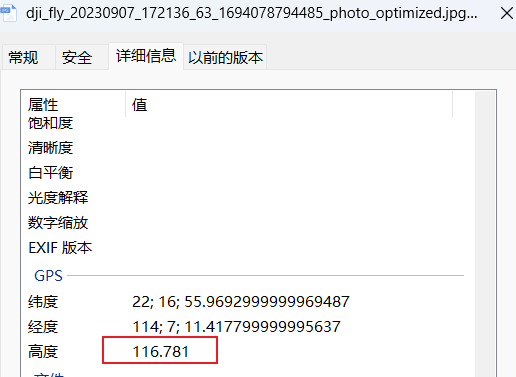 dji_fly_20230907_172136_63_1694078794485_photo_optimized.jpg...
常规 安全 详细信息 以前的版本
属性 值
饱和度
清晰度
白平衡
光度解释
数字缩放
EXIF 版本
GPS
纬度 22; 16; 55.9692999999969487
经度 114; 7; 11.417799999995637
高度 116.781
文件